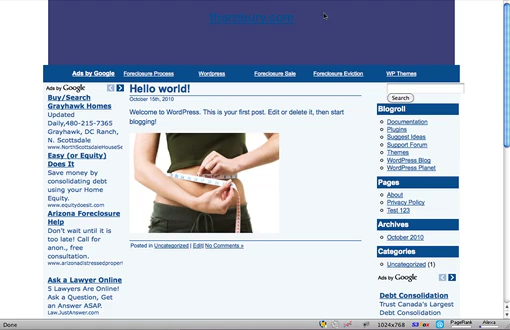 Ads by Google Foreclosure Process Wordpress Foreclosure Sale Foreclosure Eviction WP Themes
Ads by Google
Buy/Search
Grayhawk Homes
Updated
Daily,480-215-7365
Grayhawk, DC Ranch,
N. Scottsdale
www.NorthScottsdaleHouseSe
Easy (or Equity)
Does It
Save money by
consolidating debt
using your Home
Equity.
www.equitydoesit.com
Arizona Foreclosure
Help
Don't wait until it is
too late! Call for
anon., free
consultation.
www.arizonadistressedpropert
Ask a Lawyer Online
5 Lawyers Are Online!
Ask a Question, Get
an Answer ASAP.
Law.JustAnswer.com
Hello world!
October 15th, 2010
Welcome to WordPress. This is your first post. Edit or delete it, then start
blogging!
Posted in Uncategorized | Edit| No Comments »
Search
Blogroll
Documentation
Plugins
Suggest Ideas
Support Forum
Themes
WordPress Blog
WordPress Planet
Pages
About
Privacy Policy
Test 123
Archives
October 2010
Categories
Uncategorized (1)
Ads by Google
Debt Consolidation
Trust Canada's Largest
Debt Consolidation
Done 1024x768 PageRank Alexa